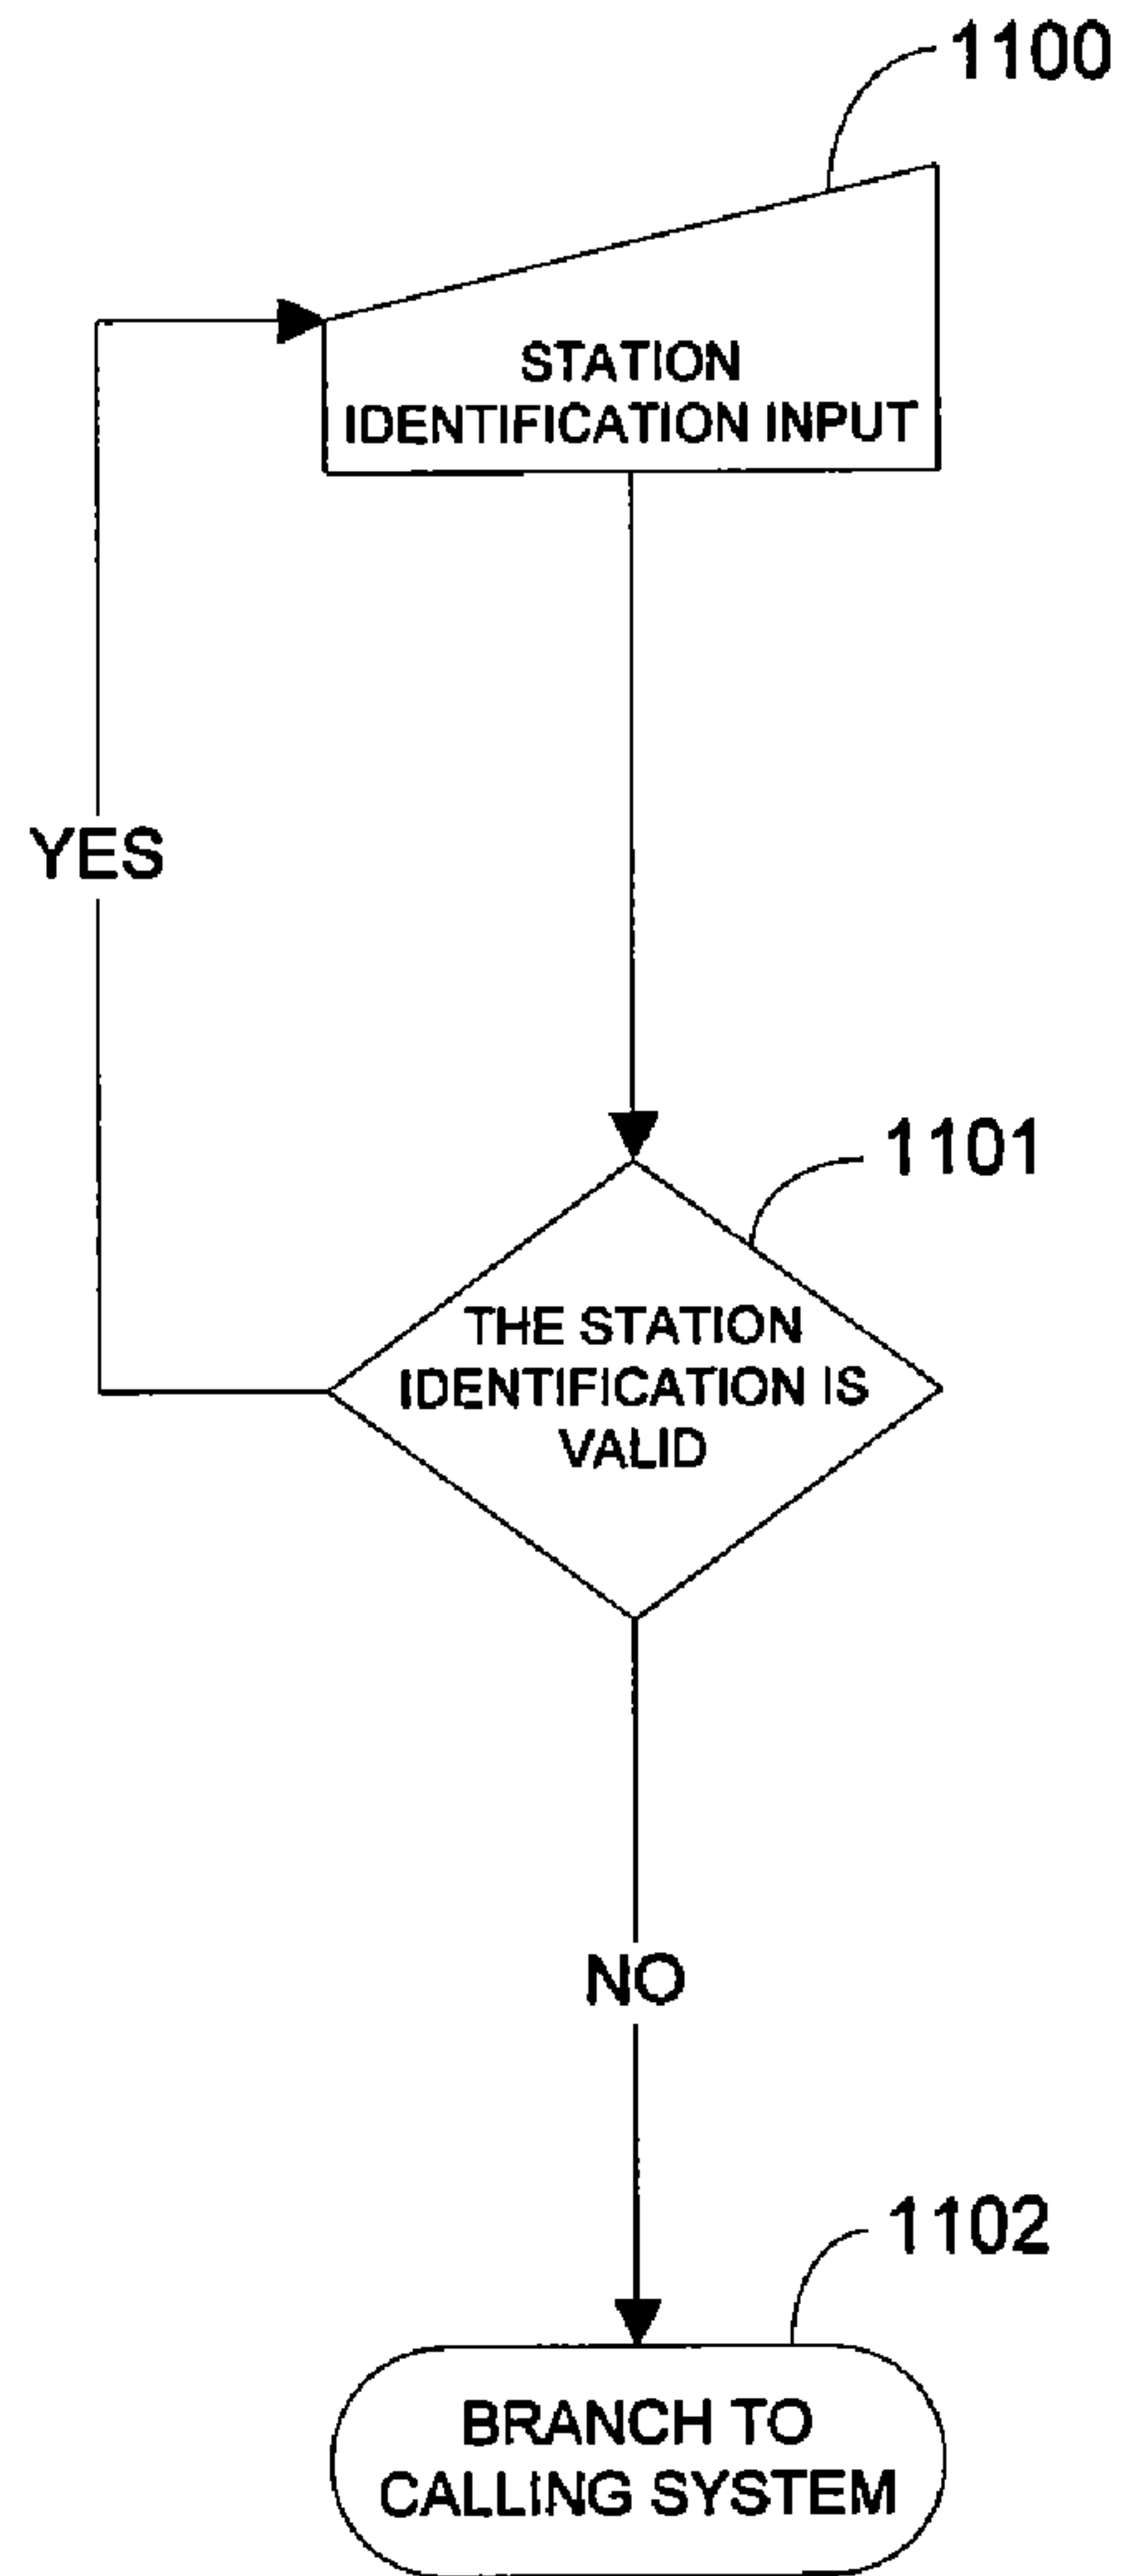 1100
STATION
IDENTIFICATION INPUT
YES
1101
THE STATION
IDENTIFICATION IS
VALID
NO
1102
BRANCH TO
CALLING SYSTEM